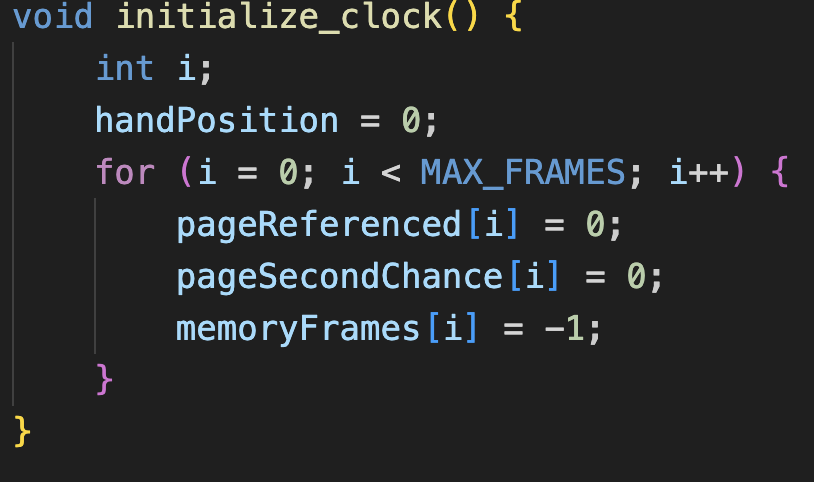 void initialize_clock() {
    int i;
    handPosition = 0;
    for (i = 0; i < MAX_FRAMES; i++) {
        pageReferenced[i] = 0;
        pageSecondChance[i] = 0;
        memoryFrames[i] = -1;
    }
}